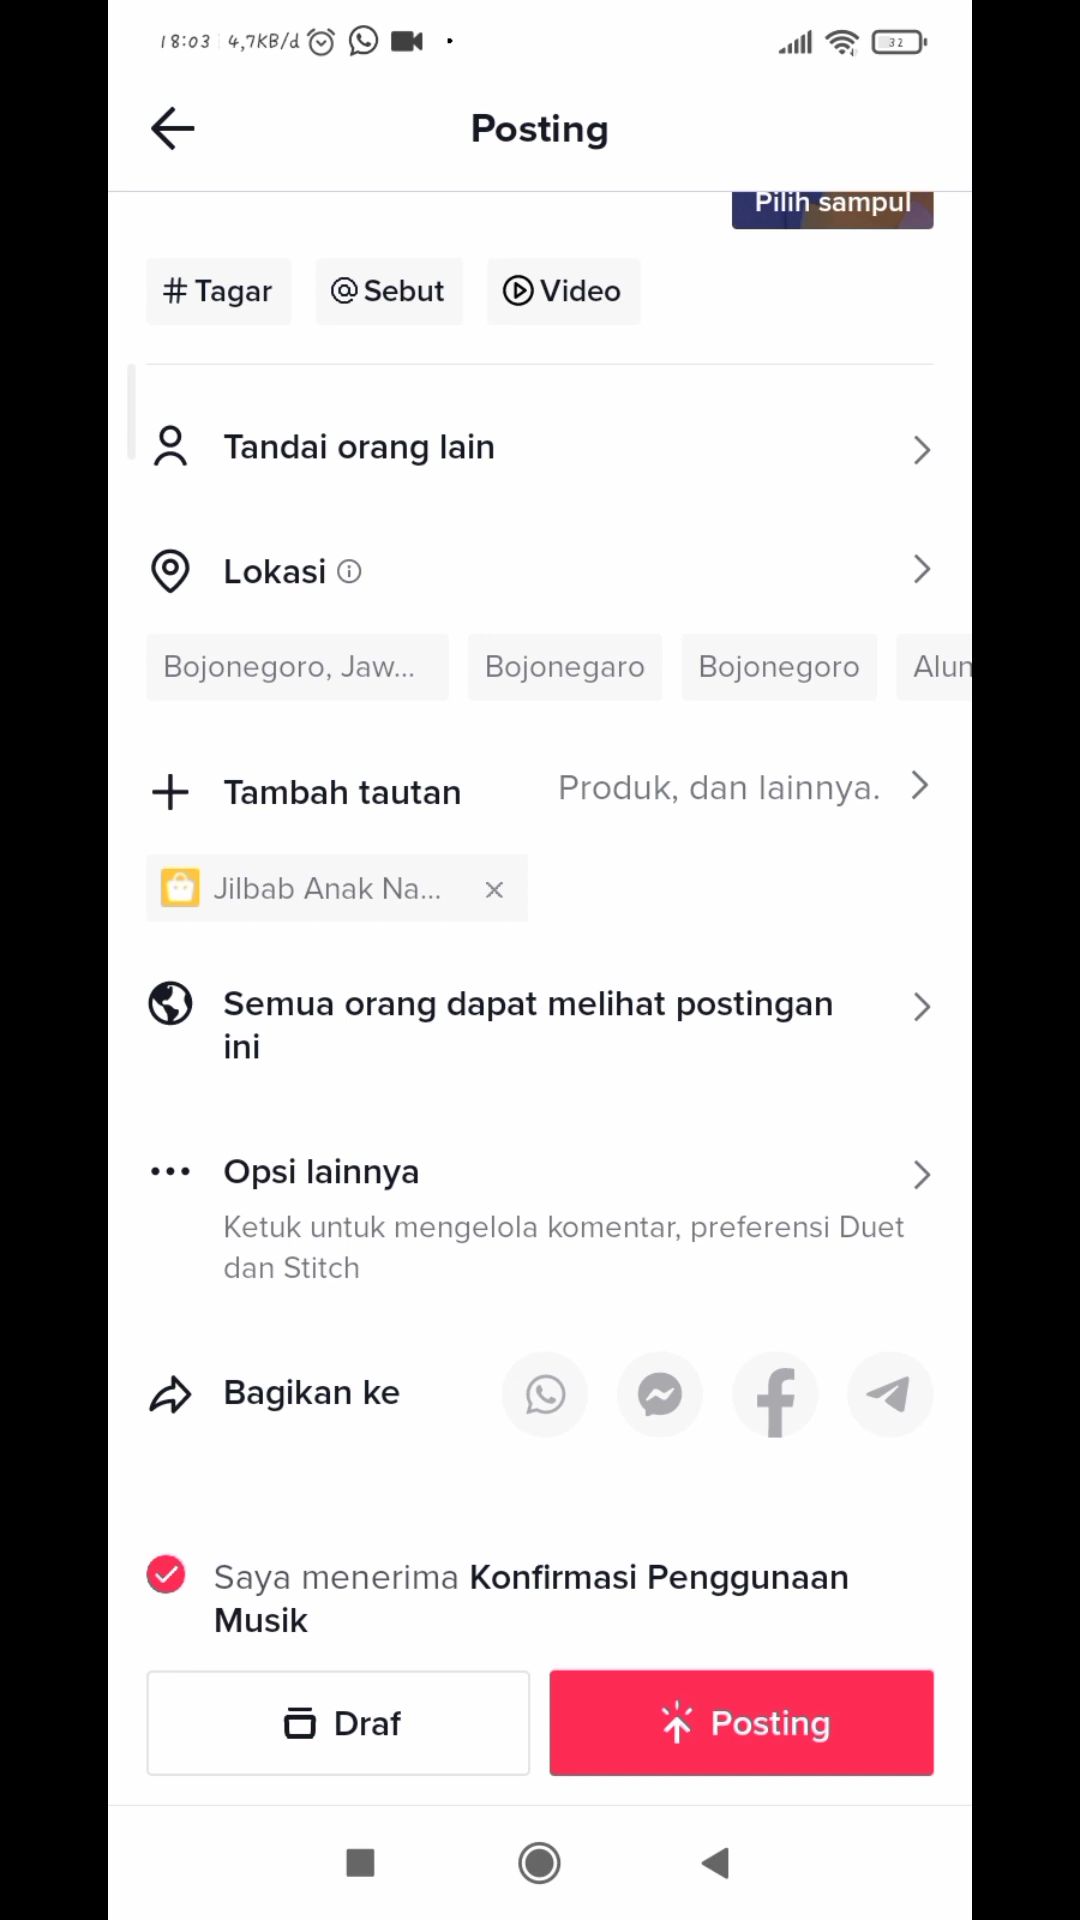 18:03 4,7KB/d
32
Posting
Pilih sampul
# Tagar @ Sebut Video
Tandai orang lain
Lokasi
Bojonegoro, Jaw... Bojonegaro Bojonegoro Alun
Tambah tautan Produk, dan lainnya.
Jilbab Anak Na...
Semua orang dapat melihat postingan
ini
Opsi lainnya
Ketuk untuk mengelola komentar, preferensi Duet
dan Stitch
Bagikan ke
Saya menerima Konfirmasi Penggunaan
Musik
Draf Posting